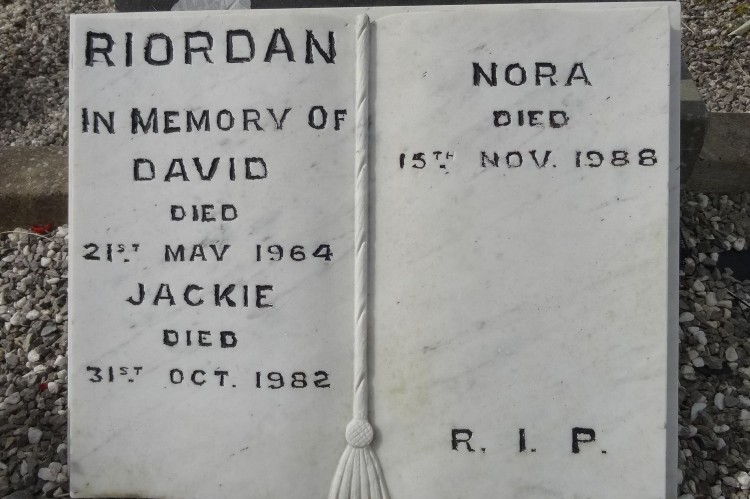 RIORDAN
IN MEMORY OF
DAVID
DIED
21ST. MAY 1964
JACKIE
DIED
31ST. OCT. 1982
NORA
DIED
15TH. NOV. 1988
R. I. P.